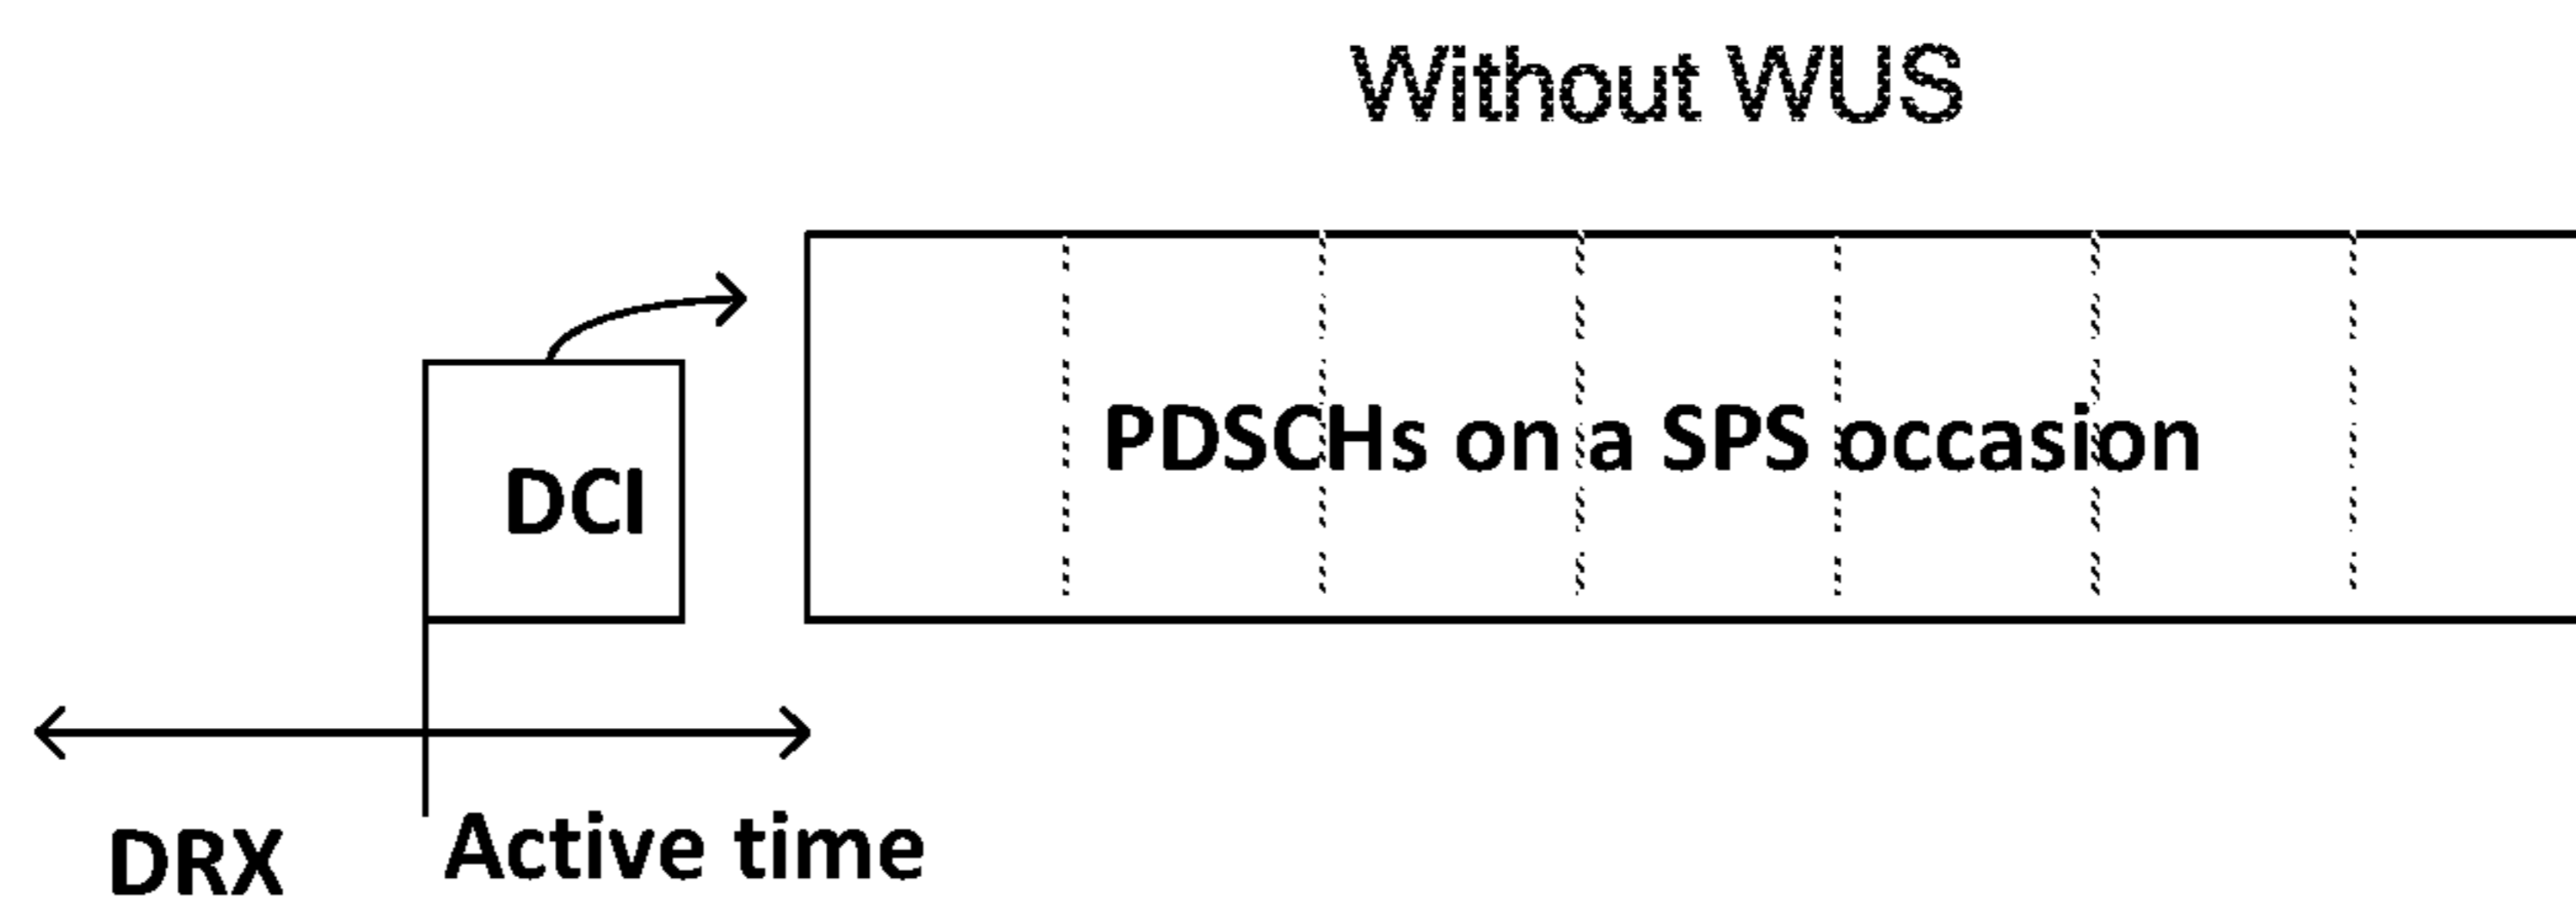 Without WUS
PDSCHs on a SPS occasion
DCI
DRX
Active time